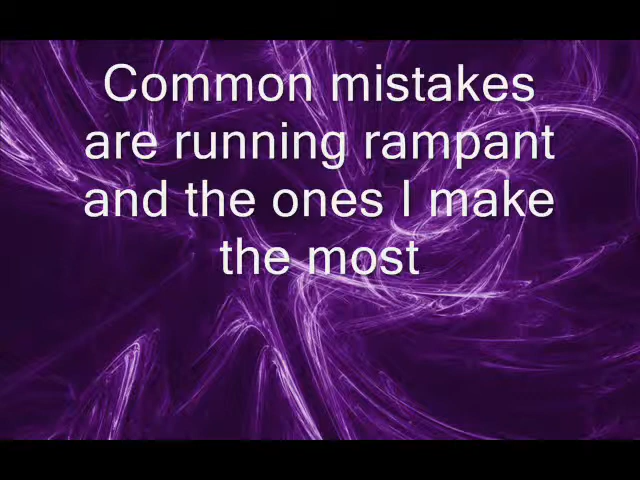 Common mistakes
are running rampant
and the ones I make
the most